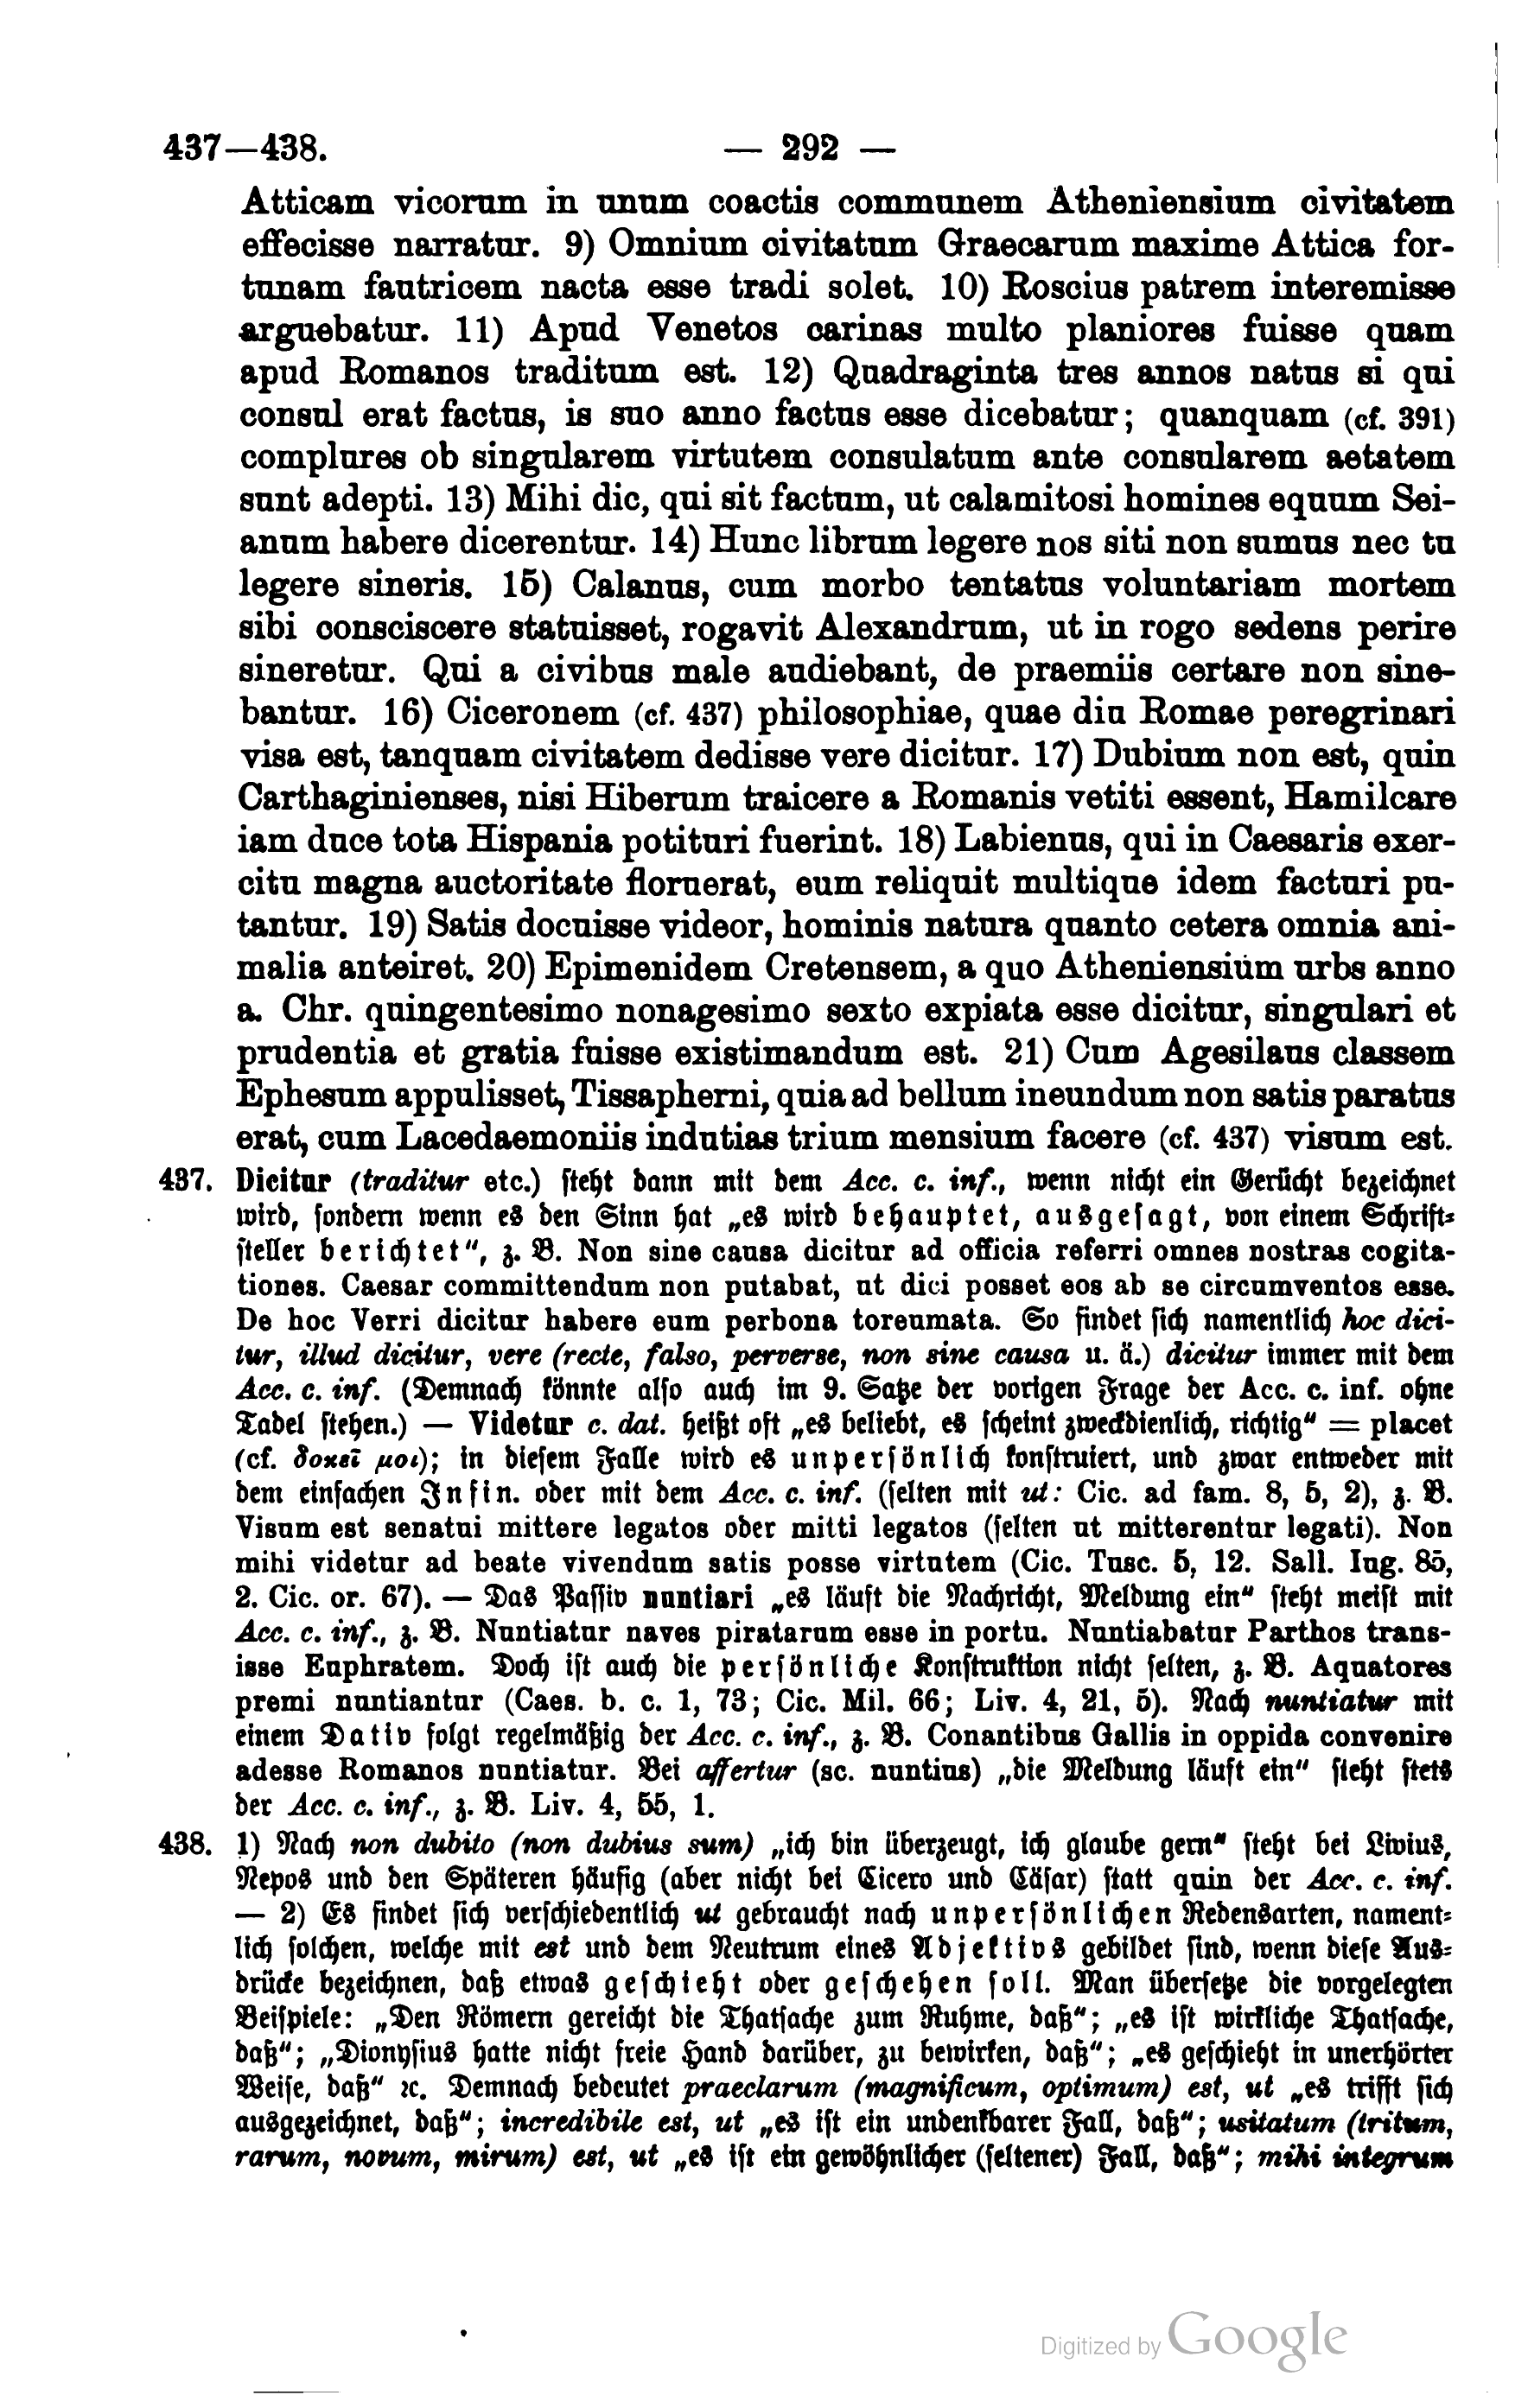 437—438. — 292 —
Atticam vicorum in unum coactis communem Atheniensium civitatem
effecisse narratur. 9) Omnium civitatum Graecarum maxime Attica for-
tunam fautricem nacta esse tradi solet. 10) Roscius patrem interemisse
arguebatur. 11) Apud Venetos carinas multo planiores fuisse quam
apud Romanos traditum est. 12) Quadraginta tres annos natus si qui
consul erat factus, is suo anno factus esse dicebatur; quanquam (cf. 391)
complures ob singularem virtutem consulatum ante consularem aetatem
sunt adepti. 13) Mihi dic, qui sit factum, ut calamitosi homines equum Sei-
anum habere dicerentur. 14) Hunc librum legere nos siti non sumus nec tu
legere sineris. 15) Calanus, cum morbo tentatus voluntariam mortem
sibi consciscere statuisset, rogavit Alexandrum, ut in rogo sedens perire
sineretur. Qui a civibus male audiebant, de praemiis certare non sine-
bantur. 16) Ciceronem (cf. 437) philosophiae, quae diu Romae peregrinari
visa est, tanquam civitatem dedisse vere dicitur. 17) Dubium non est, quin
Carthaginienses, nisi Hiberum traicere a Romanis vetiti essent, Hamilcare
iam duce tota Hispania potituri fuerint. 18) Labienus, qui in Caesaris exer-
citu magna auctoritate floruerat, eum reliquit multique idem facturi pu-
tantur. 19) Satis docuisse videor, hominis natura quanto cetera omnia ani-
malia anteiret. 20) Epimenidem Cretensem, a quo Atheniensium urbs anno
a. Chr. quingentesimo nonagesimo sexto expiata esse dicitur, singulari et
prudentia et gratia fuisse existimandum est. 21) Cum Agesilaus classem
Ephesum appulisset, Tissapherni, quia ad bellum ineundum non satis paratus
erat, cum Lacedaemoniis indutias trium mensium facere (cf. 437) visum est.
437. Dicitur (traditur etc.) steht dann mit dem Acc. c. inf., wenn nicht ein Gerücht bezeichnet
wird, sondern wenn es den Sinn hat „es wird behauptet, ausgesagt, von einem Schrift-
steller berichtet“, z. B. Non sine causa dicitur ad officia referri omnes nostras cogita-
tiones. Caesar committendum non putabat, ut dici posset eos ab se circumventos esse.
De hoc Verri dicitur habere eum perbona toreumata. So findet sich namentlich hoc dici-
tur, illud dicitur, vere (recte, falso, perverse, non sine causa u. ä.) dicitur immer mit dem
Acc. c. inf. (Demnach könnte also auch im 9. Satze der vorigen Frage der Acc. c. inf. ohne
Tadel stehen.) — Videtur c. dat. heißt oft „es beliebt, es scheint zweckdienlich, richtig“ = placet
(cf. δοκεῖ μοι); in diesem Falle wird es unpersönlich konstruiert, und zwar entweder mit
dem einfachen Infin. oder mit dem Acc. c. inf. (selten mit ut: Cic. ad fam. 8, 5, 2), z. B.
Visum est senatui mittere legatos oder mitti legatos (selten ut mitterentur legati). Non
mihi videtur ad beate vivendum satis posse virtutem (Cic. Tusc. 5, 12. Sall. Iug. 85,
2. Cic. or. 67). — Das Passiv nuntiari „es läuft die Nachricht, Meldung ein“ steht meist mit
Acc. c. inf., z. B. Nuntiatur naves piratarum esse in portu. Nuntiabatur Parthos trans-
isse Euphratem. Doch ist auch die persönliche Konstruktion nicht selten, z. B. Aquatores
premi nuntiantur (Caes. b. c. 1, 73; Cic. Mil. 66; Liv. 4, 21, 5). Nach nuntiatur mit
einem Dativ folgt regelmäßig der Acc. c. inf., z. B. Conantibus Gallis in oppida convenire
adesse Romanos nuntiatur. Bei affertur (sc. nuntius) „die Meldung läuft ein“ steht stets
der Acc. c. inf., z. B. Liv. 4, 55, 1.
438. 1) Nach non dubito (non dubius sum) „ich bin überzeugt, ich glaube gern“ steht bei Livius,
Nepos und den Späteren häufig (aber nicht bei Cicero und Cäsar) statt quin der Acc. c. inf.
— 2) Es findet sich verschiedentlich ut gebraucht nach unpersönlichen Redensarten, nament-
lich solchen, welche mit est und dem Neutrum eines Adjektivs gebildet sind, wenn diese Aus-
drücke bezeichnen, daß etwas geschieht oder geschehen soll. Man übersetze die vorgelegten
Beispiele: „Den Römern gereicht die Thatsache zum Ruhme, daß“; „es ist wirkliche Thatsache,
daß“; „Dionysius hatte nicht freie Hand darüber, zu bewirken, daß“; „es geschieht in unerhörter
Weise, daß“ ꝛc. Demnach bedeutet praeclarum (magnificum, optimum) est, ut „es trifft sich
ausgezeichnet, daß“; incredibile est, ut „es ist ein undenkbarer Fall, daß“; usitatum (tritum,
rarum, novum, mirum) est, ut „es ist ein gewöhnlicher (seltener) Fall, daß“; mihi integrum
Digitized by Google